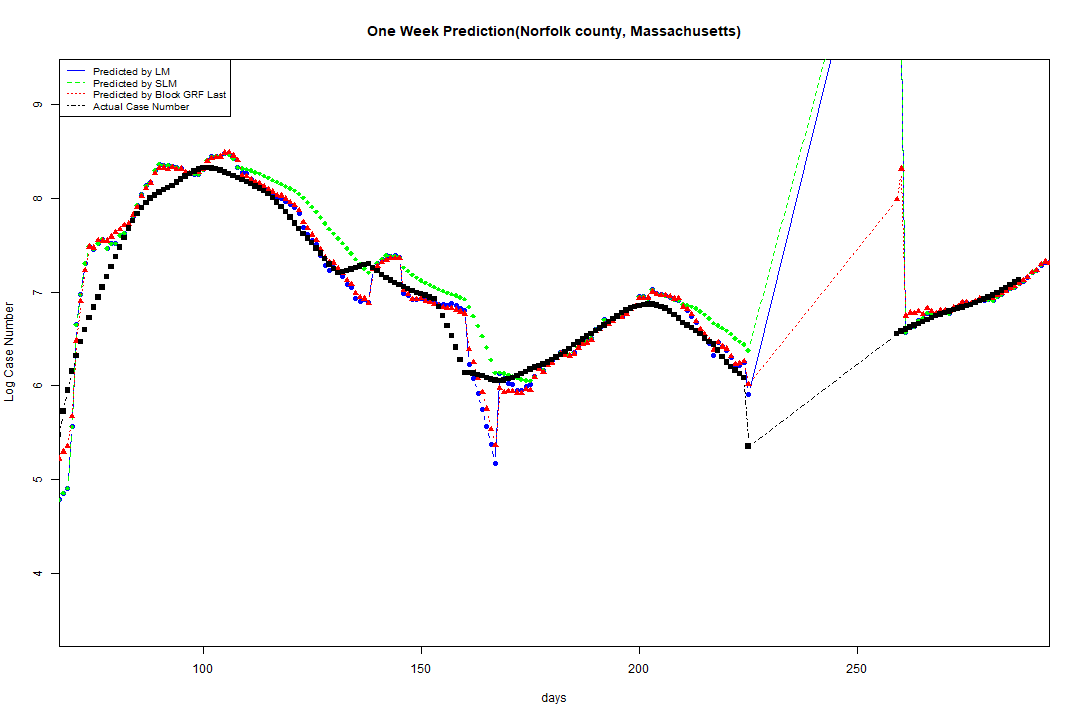 One Week Prediction(Norfolk county, Massachusetts)
Predicted by LM
Predicted by SLM
Predicted by Block GRF Last
Actual Case Number
9
8
7
6
5
4
Log Case Number
100
150
200
250
days